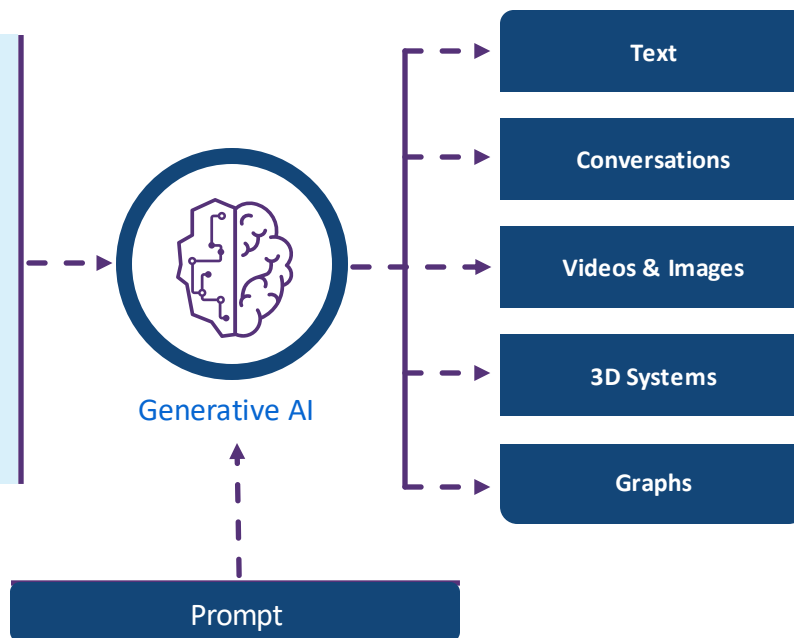 Text
Conversations
Videos & Images
Generative AI
3D Systems
Graphs
Prompt